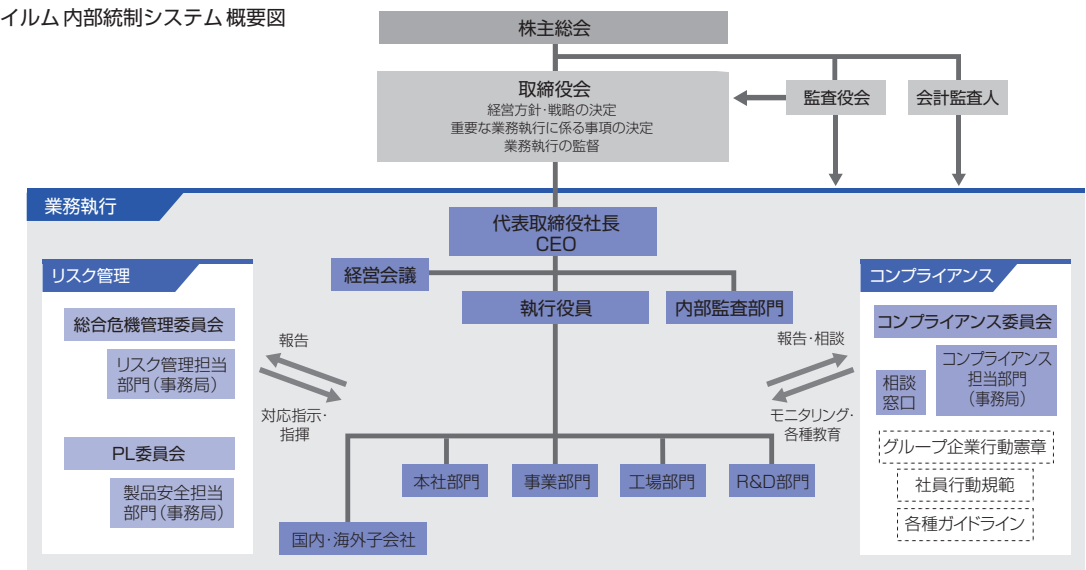 イルム 内部統制システム 概要図
株主総会
取締役会
経営方針・戦略の決定
重要な業務執行に係る事項の決定
業務執行の監督
監査役会
会計監査人
業務執行
代表取締役社長
CEO
経営会議
執行役員
内部監査部門
リスク管理
総合危機管理委員会
リスク管理担当
部門（事務局）
PL委員会
製品安全担当
部門（事務局）
報告
対応指示・
指揮
報告・相談
モニタリング・
各種教育
本社部門
事業部門
工場部門
R&D部門
国内・海外子会社
コンプライアンス
コンプライアンス委員会
相談
窓口
コンプライアンス
担当部門
（事務局）
グループ企業行動憲章
社員行動規範
各種ガイドライン